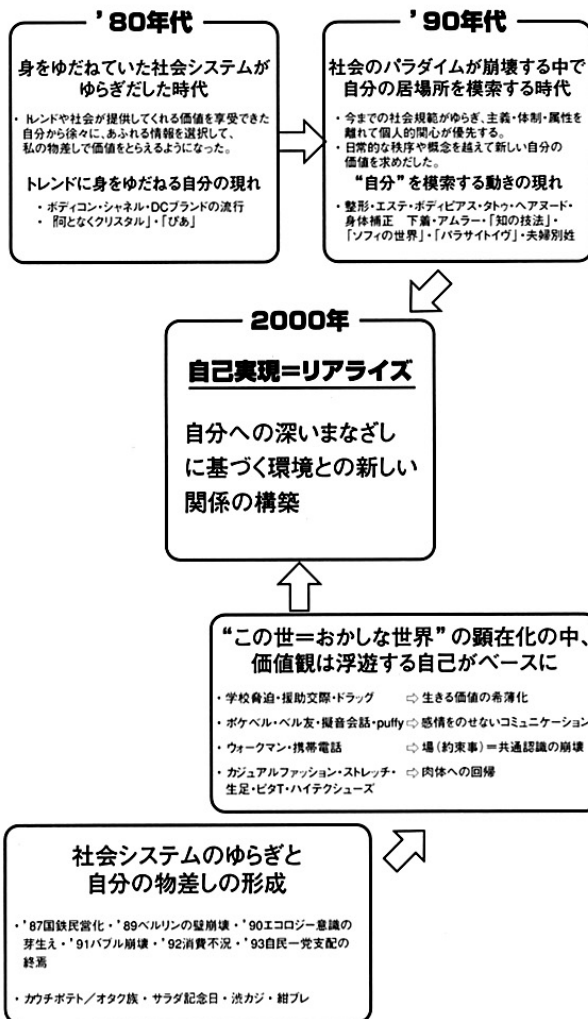 '80年代
身をゆだねていた社会システムが
ゆらぎだした時代
・トレンドや社会が提供してくれる価値を享受できた
自分から徐々に、あふれる情報を選択して、
私の物差しで価値をとらえるようになった。
トレンドに身をゆだねる自分の現れ
・ボディコン・シャネル・DCブランドの流行
・「何となくクリスタル」・「ぴあ」
'90年代
社会のパラダイムが崩壊する中で
自分の居場所を模索する時代
・今までの社会規範がゆらぎ、主義・体制・属性を
離れて個人的関心が優先する。
・日常的な秩序や概念を越えて新しい自分の
価値を求めだした。
“自分”を模索する動きの現れ
・整形・エステ・ボディピアス・タトゥ・ヘアヌード・
身体補正 下着・アムラー・「知の技法」・
「ソフィの世界」・「パラサイトイヴ」・夫婦別姓
2000年
自己実現=リアライズ
自分への深いまなざし
に基づく環境との新しい
関係の構築
“この世=おかしな世界”の顕在化の中、
価値観は浮遊する自己がベースに
・学校脅迫・援助交際・ドラッグ ⇨ 生きる価値の希薄化
・ポケベル・ベル友・擬音会話・puffy ⇨ 感情をのせないコミュニケーション
・ウォークマン・携帯電話 ⇨ 場(約束事)=共通認識の崩壊
・カジュアルファッション・ストレッチ・ ⇨ 肉体への回帰
生足・ピタT・ハイテクシューズ
社会システムのゆらぎと
自分の物差しの形成
・'87国鉄民営化・'89ベルリンの壁崩壊・'90エコロジー意識の
芽生え・'91バブル崩壊・'92消費不況・'93自民一党支配の
終焉
・カウチポテト/オタク族・サラダ記念日・渋カジ・紺ブレ